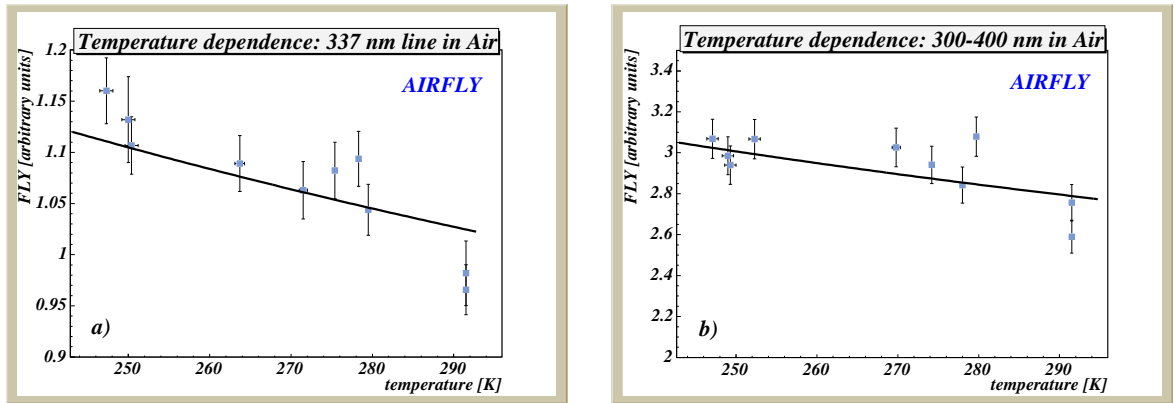 Temperature dependence: 337 nm line in Air
AIRFLY
FLY [arbitrary units]
1.2
1.15
1.1
1.05
1
0.95
0.9
a)
250 260 270 280 290
temperature [K]
Temperature dependence: 300-400 nm in Air
AIRFLY
FLY [arbitrary units]
3.4
3.2
3
2.8
2.6
2.4
2.2
2
b)
250 260 270 280 290
temperature [K]